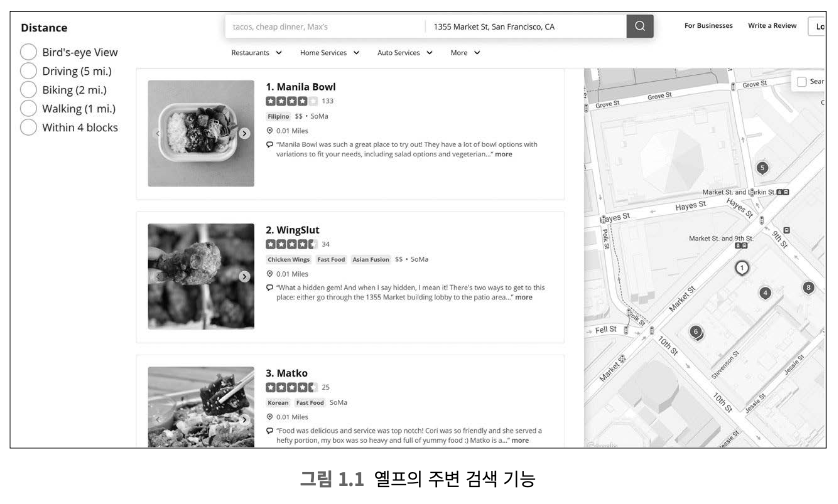 Distance
Bird's-eye View
Driving (5 mi.)
Biking (2 mi.)
Walking (1 mi.)
Within 4 blocks
tacos, cheap dinner, Max's
1355 Market St, San Francisco, CA
For Businesses
Write a Review
Lo
Restaurants
Home Services
Auto Services
More
1. Manila Bowl
133
Filipino $$ • SoMa
0.01 Miles
"Manila Bowl was such a great place to try out! They have a lot of bowl options with
variations to fit your needs, including salad options and vegeterian..." more
2. WingSlut
34
Chicken Wings Fast Food Asian Fusion $$ • SoMa
0.01 Miles
"What a hidden gem! And when I say hidden, I mean it! There's two ways to get to this
place: either go through the 1355 Market building lobby to the patio area..." more
3. Matko
25
Korean Fast Food SoMa
0.01 Miles
"Food was delicious and service was top notch! Cori was so friendly and she served a
hefty portion, my box was so heavy and full of yummy food :) Matko is a..." more
Sear
Grove St
Grove St
Grove St
5
Market St. and Larkin St.
Hayes St
Hayes St
Hayes St
Polk St
9th St
Market St. and 9th St.
1
4
8
6
Market St
Polk St
Fell St
10th St
Stevenson St
Jessie St
Market St
10th St
Jessie St
그림 1.1 옐프의 주변 검색 기능